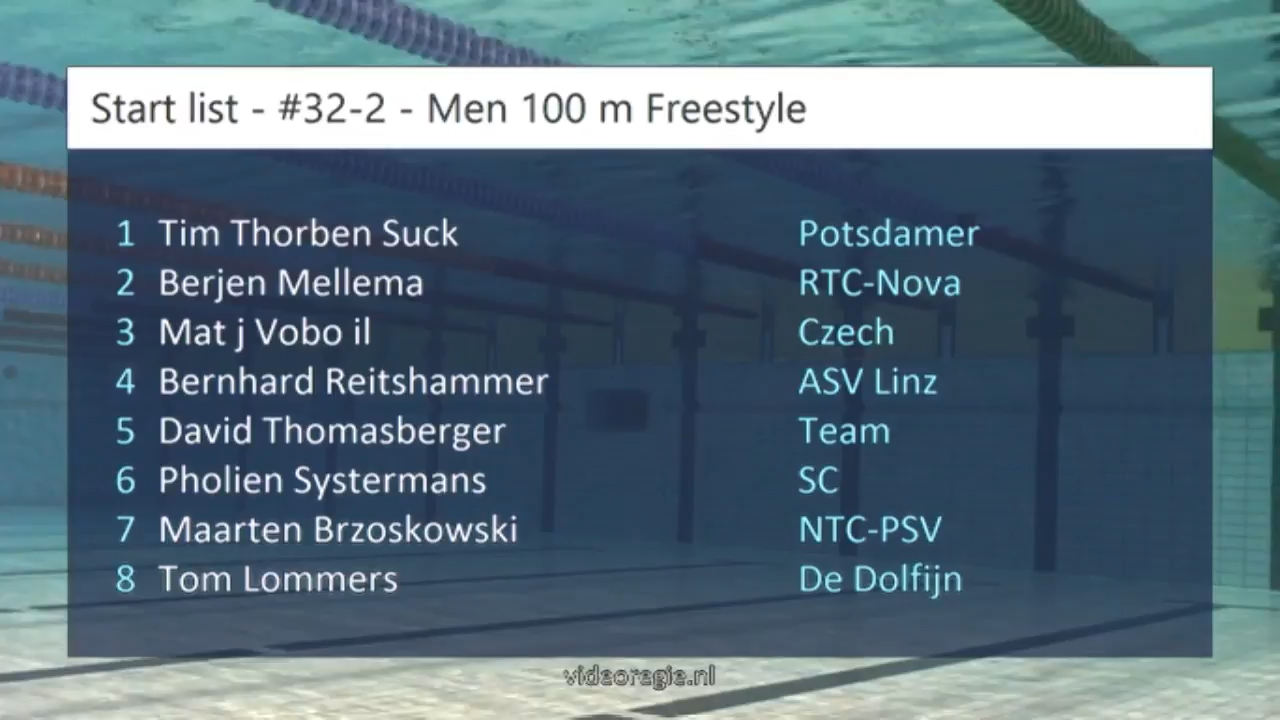 Start list - #32-2 - Men 100 m Freestyle
1 Tim Thorben Suck Potsdamer
2 Berjen Mellema RTC-Nova
3 Mat j Vobo il Czech
4 Bernhard Reitshammer ASV Linz
5 David Thomasberger Team
6 Pholien Systermans SC
7 Maarten Brzoskowski NTC-PSV
8 Tom Lommers De Dolfijn
videoregie.nl